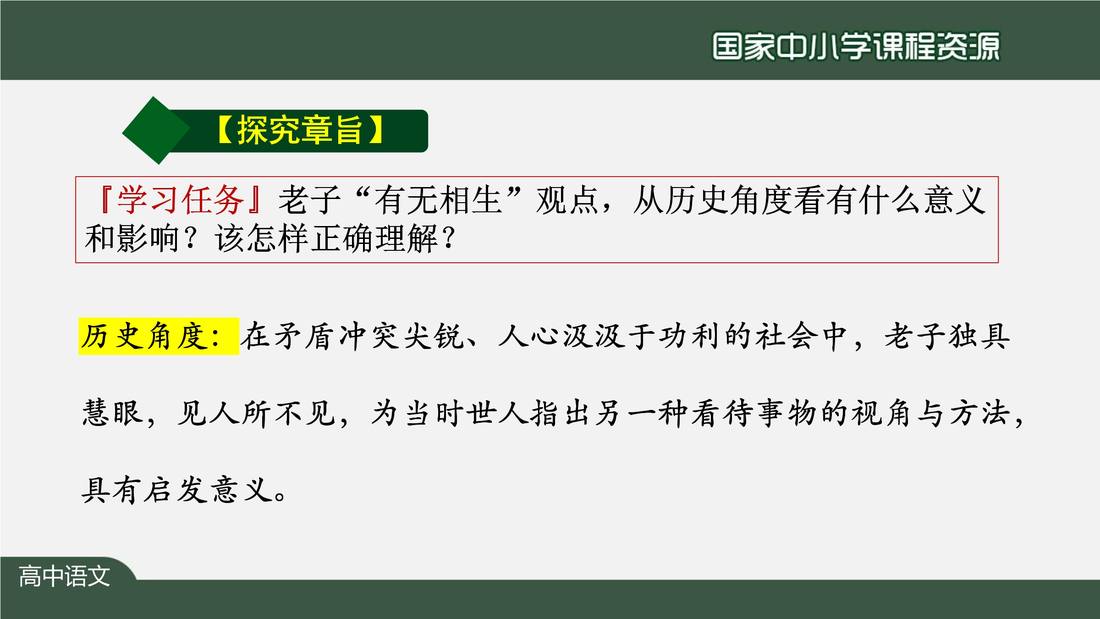 国家中小学课程资源
【探究章旨】
『学习任务』老子“有无相生”观点，从历史角度看有什么意义
和影响？该怎样正确理解？
历史角度：在矛盾冲突尖锐、人心汲汲于功利的社会中，老子独具
慧眼，见人所不见，为当时世人指出另一种看待事物的视角与方法，
具有启发意义。
高中语文